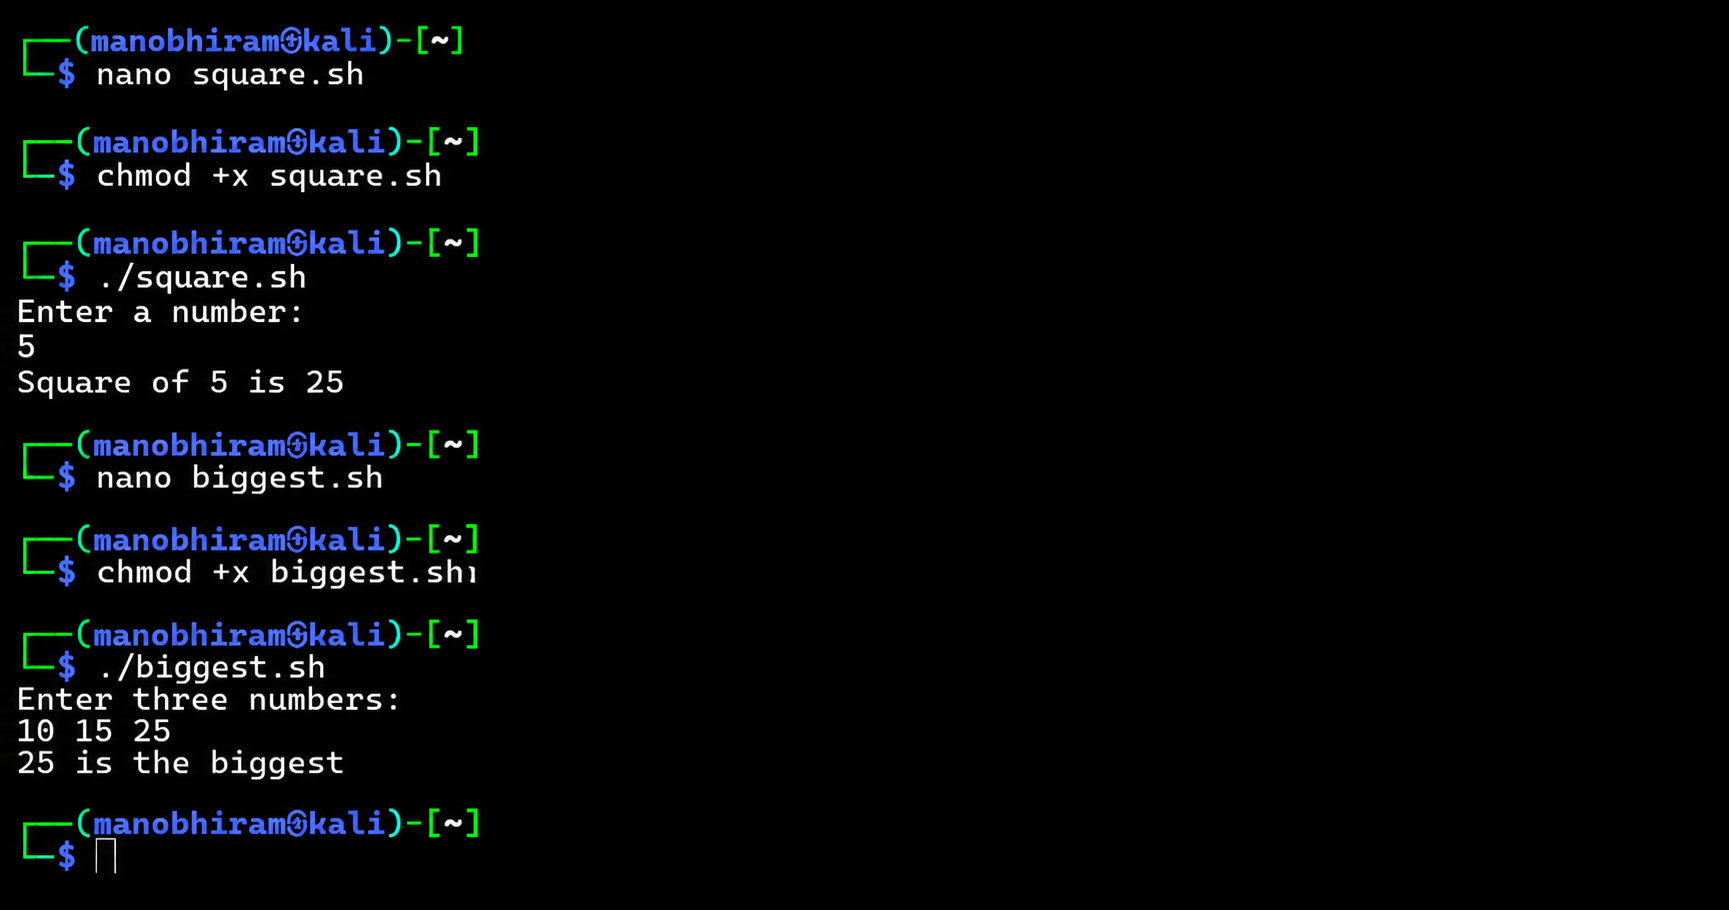 ┌──(manobhiram㉿kali)-[~]
└─$ nano square.sh
┌──(manobhiram㉿kali)-[~]
└─$ chmod +x square.sh
┌──(manobhiram㉿kali)-[~]
└─$ ./square.sh
Enter a number:
5
Square of 5 is 25
┌──(manobhiram㉿kali)-[~]
└─$ nano biggest.sh
┌──(manobhiram㉿kali)-[~]
└─$ chmod +x biggest.sh
┌──(manobhiram㉿kali)-[~]
└─$ ./biggest.sh
Enter three numbers:
10 15 25
25 is the biggest
┌──(manobhiram㉿kali)-[~]
└─$